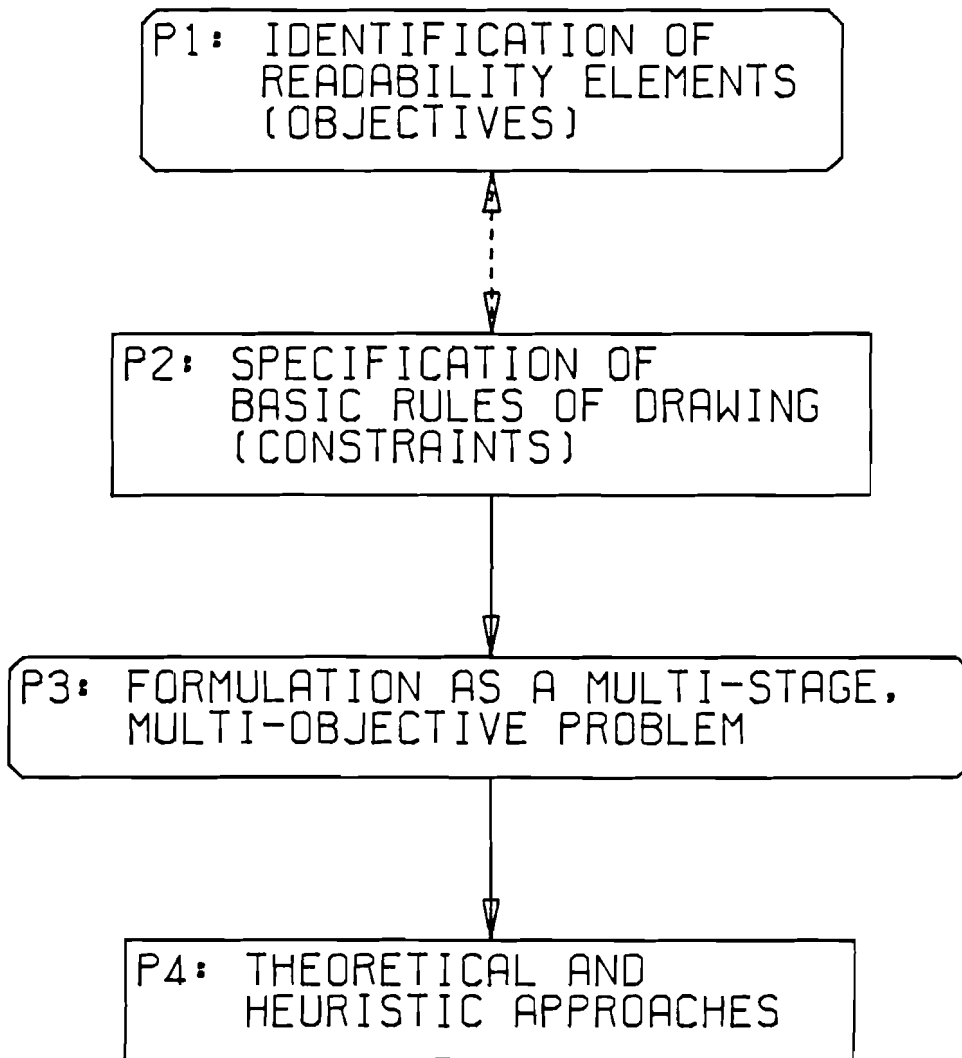 P1: IDENTIFICATION OF
READABILITY ELEMENTS
(OBJECTIVES)
P2: SPECIFICATION OF
BASIC RULES OF DRAWING
(CONSTRAINTS)
P3: FORMULATION AS A MULTI-STAGE,
MULTI-OBJECTIVE PROBLEM
P4: THEORETICAL AND
HEURISTIC APPROACHES